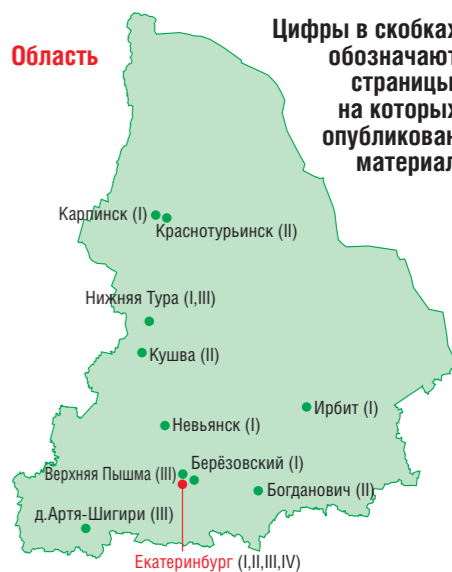 Область
Цифры в скобках
обозначают
страницы
на которых
опубликован
материал
Карпинск (I)
Краснотурьинск (II)
Нижняя Тура (I,III)
Кушва (II)
Ирбит (I)
Невьянск (I)
Берёзовский (I)
Верхняя Пышма (III)
Богданович (II)
д.Артя-Шигири (III)
Екатеринбург (I,II,III,IV)